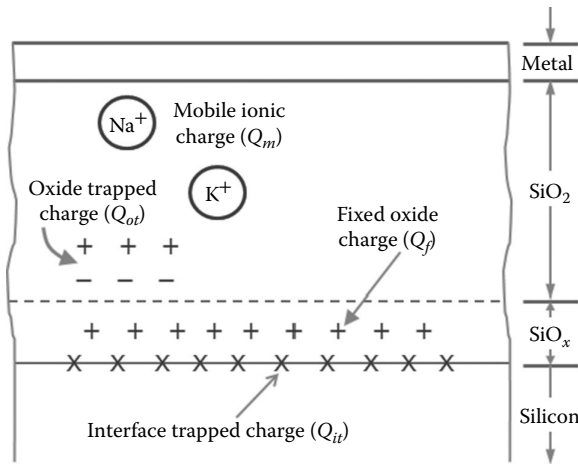 Metal
Na+
Mobile ionic
charge (Qm)
K+
Oxide trapped
charge (Qot)
Fixed oxide
charge (Qf)
SiO2
+ + +
− − −
+ + + + + + + + +
SiOx
X X X X X X X X X X
Interface trapped charge (Qit)
Silicon